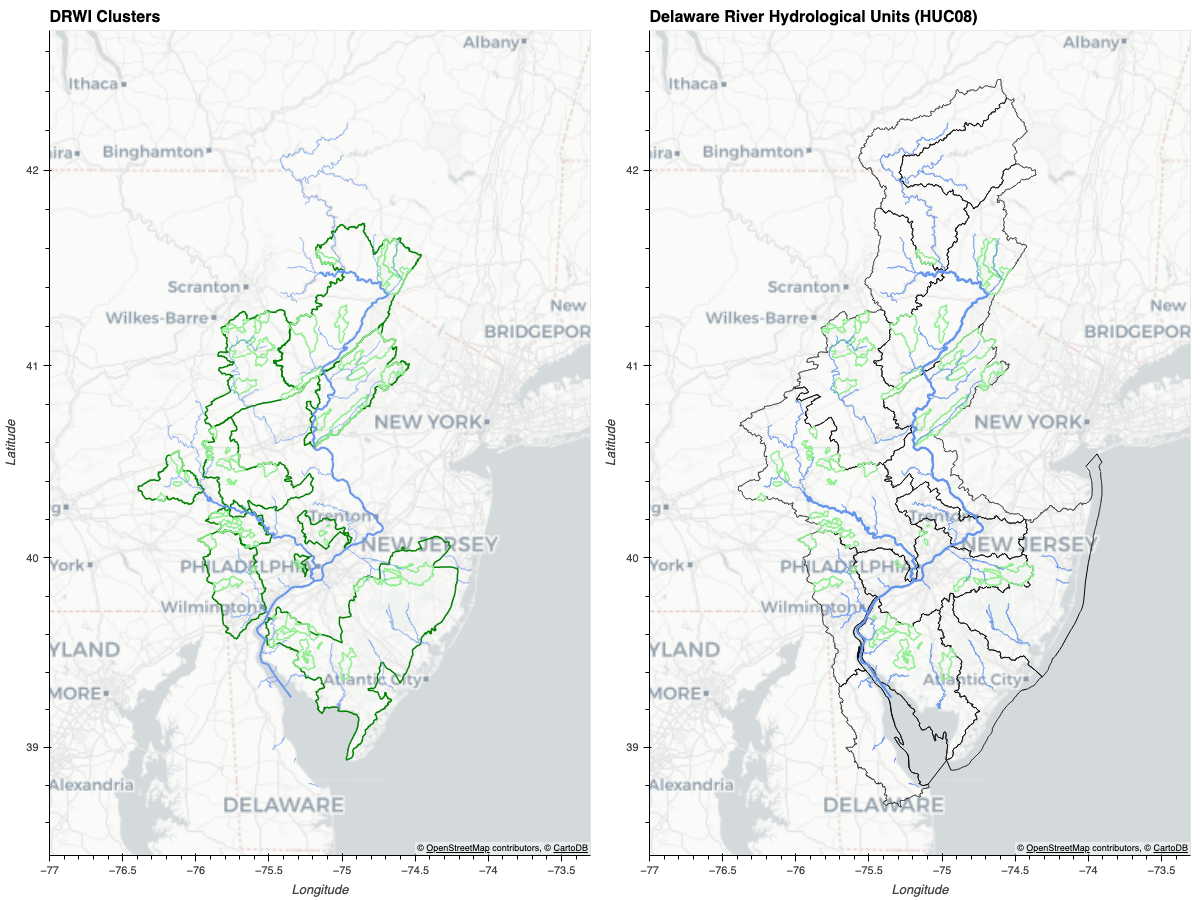 DRWI Clusters
Albany
Ithaca
ira
Binghamton
42
Scranton
Wilkes-Barre
New
BRIDGEPOR
41
NEW YORK
g
Trenton
40
NEW JERSEY
York
PHILADELPHIA
Wilmington
YLAND
Atlantic City
MORE
39
Alexandria
DELAWARE
© OpenStreetMap contributors, © CartoDB
−77
−76.5
−76
−75.5
−75
−74.5
−74
−73.5
Longitude
Latitude
Delaware River Hydrological Units (HUC08)
Albany
Ithaca
ira
Binghamton
42
Scranton
Wilkes-Barre
New
BRIDGEPOR
41
NEW YORK
g
Trenton
40
NEW JERSEY
York
PHILADELPHIA
Wilmington
YLAND
Atlantic City
MORE
39
Alexandria
DELAWARE
© OpenStreetMap contributors, © CartoDB
−77
−76.5
−76
−75.5
−75
−74.5
−74
−73.5
Longitude
Latitude